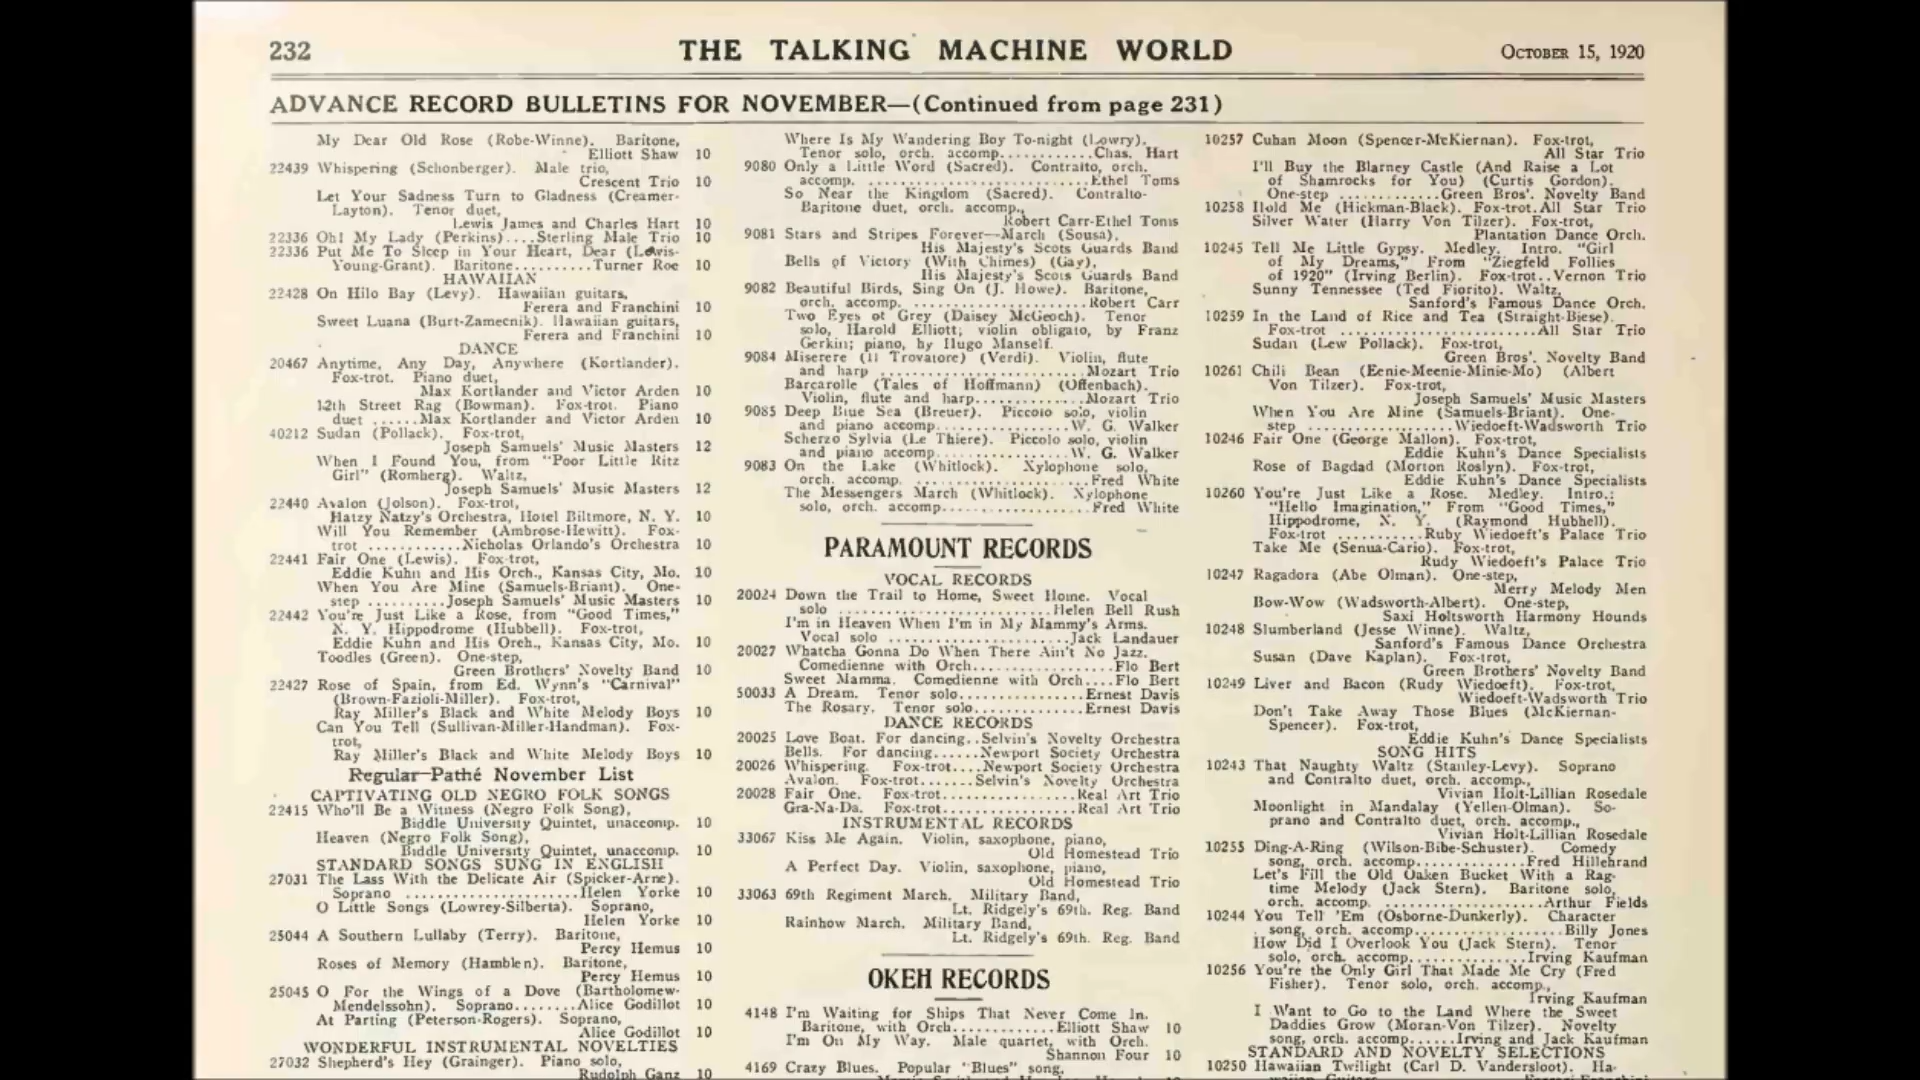 232
THE TALKING MACHINE WORLD
OCTOBER 15, 1920
ADVANCE RECORD BULLETINS FOR NOVEMBER—(Continued from page 231)
My Dear Old Rose (Robe-Winne). Baritone,
Elliott Shaw 10
22439 Whispering (Schonberger). Male trio,
Crescent Trio 10
Let Your Sadness Turn to Gladness (Creamer-
Layton). Tenor duet,
Lewis James and Charles Hart 10
22336 Oh! My Lady (Perkins)....Sterling Male Trio 10
22336 Put Me To Sleep in Your Heart, Dear (Lewis-
Young-Grant). Baritone..........Turner Roe 10
HAWAIIAN
22428 On Hilo Bay (Levy). Hawaiian guitars,
Ferera and Franchini 10
Sweet Luana (Burt-Zamecnik). Hawaiian guitars,
Ferera and Franchini 10
DANCE
20467 Anytime, Any Day, Anywhere (Kortlander).
Fox-trot. Piano duet,
Max Kortlander and Victor Arden 10
12th Street Rag (Bowman). Fox-trot. Piano
duet ......Max Kortlander and Victor Arden 10
40212 Sudan (Pollack). Fox-trot,
Joseph Samuels' Music Masters 12
When I Found You, from "Poor Little Ritz
Girl" (Romberg). Waltz,
Joseph Samuels' Music Masters 12
22440 Avalon (Jolson). Fox-trot,
Hatzy Natzy's Orchestra, Hotel Biltmore, N. Y. 10
Will You Remember (Ambrose-Hewitt). Fox-
trot ...........Nicholas Orlando's Orchestra 10
22441 Fair One (Lewis). Fox-trot,
Eddie Kuhn and His Orch., Kansas City, Mo. 10
When You Are Mine (Samuels-Briant). One-
step ..........Joseph Samuels' Music Masters 10
22442 You're Just Like a Rose, from "Good Times,"
N. Y. Hippodrome (Hubbell). Fox-trot,
Eddie Kuhn and His Orch., Kansas City, Mo. 10
Toodles (Green). One-step,
Green Brothers' Novelty Band 10
22427 Rose of Spain, from Ed. Wynn's "Carnival"
(Brown-Fazioli-Miller). Fox-trot,
Ray Miller's Black and White Melody Boys 10
Can You Tell (Sullivan-Miller-Handman). Fox-
trot,
Ray Miller's Black and White Melody Boys 10
Regular Pathé November List
CAPTIVATING OLD NEGRO FOLK SONGS
22415 Who'll Be a Witness (Negro Folk Song),
Biddle University Quintet, unaccomp. 10
Heaven (Negro Folk Song),
Biddle University Quintet, unaccomp. 10
STANDARD SONGS SUNG IN ENGLISH
27031 The Lass With the Delicate Air (Spicker-Arne).
Soprano ......................Helen Yorke 10
O Little Songs (Lowrey-Silberta). Soprano,
Helen Yorke 10
25044 A Southern Lullaby (Terry). Baritone,
Percy Hemus 10
Roses of Memory (Hamblen). Baritone,
Percy Hemus 10
25045 O For the Wings of a Dove (Bartholomew-
Mendelssohn). Soprano........Alice Godillot 10
At Parting (Peterson-Rogers). Soprano,
Alice Godillot 10
WONDERFUL INSTRUMENTAL NOVELTIES
27032 Shepherd's Hey (Grainger). Piano solo,
Rudolph Ganz 10
Where Is My Wandering Boy To-night (Lowry).
Tenor solo, orch. accomp...........Chas. Hart
9080 Only a Little Word (Sacred). Contralto, orch.
accomp. ..........................Ethel Toms
So Near the Kingdom (Sacred). Contralto-
Baritone duet, orch. accomp.,
Robert Carr-Ethel Toms
9081 Stars and Stripes Forever—March (Sousa),
His Majesty's Scots Guards Band
Bells of Victory (With Chimes) (Gay),
His Majesty's Scots Guards Band
9082 Beautiful Birds, Sing On (J. Howe). Baritone,
orch. accomp. ....................Robert Carr
Two Eyes of Grey (Daisey McGeoch). Tenor
solo, Harold Elliott; violin obligato, by Franz
Gerkin; piano, by Hugo Manself.
9084 Miserere (Il Trovatore) (Verdi). Violin, flute
and harp ........................Mozart Trio
Barcarolle (Tales of Hoffmann) (Offenbach).
Violin, flute and harp.............Mozart Trio
9085 Deep Blue Sea (Breuer). Piccolo solo, violin
and piano accomp................W. G. Walker
Scherzo Sylvia (Le Thiere). Piccolo solo, violin
and piano accomp................W. G. Walker
9083 On the Lake (Whitlock). Xylophone solo,
orch. accomp. ....................Fred White
The Messengers March (Whitlock). Xylophone
solo, orch. accomp.................Fred White
PARAMOUNT RECORDS
VOCAL RECORDS
20024 Down the Trail to Home, Sweet Home. Vocal
solo .........................Helen Bell Rush
I'm in Heaven When I'm in My Mammy's Arms.
Vocal solo .....................Jack Landauer
20027 Whatcha Gonna Do When There Ain't No Jazz.
Comedienne with Orch................Flo Bert
Sweet Mamma. Comedienne with Orch....Flo Bert
50033 A Dream. Tenor solo...............Ernest Davis
The Rosary. Tenor solo.............Ernest Davis
DANCE RECORDS
20025 Love Boat. For dancing..Selvin's Novelty Orchestra
Bells. For dancing......Newport Society Orchestra
20026 Whispering. Fox-trot....Newport Society Orchestra
Avalon. Fox-trot.......Selvin's Novelty Orchestra
20028 Fair One. Fox-trot................Real Art Trio
Gra-Na-Da. Fox-trot.................Real Art Trio
INSTRUMENTAL RECORDS
33067 Kiss Me Again. Violin, saxophone, piano,
Old Homestead Trio
A Perfect Day. Violin, saxophone, piano,
Old Homestead Trio
33063 69th Regiment March. Military Band,
Lt. Ridgely's 69th. Reg. Band
Rainbow March. Military Band,
Lt. Ridgely's 69th. Reg. Band
OKEH RECORDS
4148 I'm Waiting for Ships That Never Come In.
Baritone, with Orch.............Elliott Shaw 10
I'm On My Way. Male quartet, with Orch.
Shannon Four 10
4169 Crazy Blues. Popular "Blues" song,
10257 Cuban Moon (Spencer-McKiernan). Fox-trot,
All Star Trio
I'll Buy the Blarney Castle (And Raise a Lot
of Shamrocks for You) (Curtis Gordon).
One-step ............Green Bros'. Novelty Band
10258 Hold Me (Hickman-Black). Fox-trot.All Star Trio
Silver Water (Harry Von Tilzer). Fox-trot,
Plantation Dance Orch.
10245 Tell Me Little Gypsy. Medley. Intro. "Girl
of My Dreams," From "Ziegfeld Follies
of 1920" (Irving Berlin). Fox-trot..Vernon Trio
Sunny Tennessee (Ted Fiorito). Waltz,
Sanford's Famous Dance Orch.
10259 In the Land of Rice and Tea (Straight-Biese).
Fox-trot ..........................All Star Trio
Sudan (Lew Pollack). Fox-trot,
Green Bros'. Novelty Band
10261 Chili Bean (Eenie-Meenie-Minie-Mo) (Albert
Von Tilzer). Fox-trot,
Joseph Samuels' Music Masters
When You Are Mine (Samuels-Briant). One-
step ...................Wiedoeft-Wadsworth Trio
10246 Fair One (George Mallon). Fox-trot,
Eddie Kuhn's Dance Specialists
Rose of Bagdad (Morton Roslyn). Fox-trot,
Eddie Kuhn's Dance Specialists
10260 You're Just Like a Rose. Medley. Intro.:
"Hello Imagination," From "Good Times,"
Hippodrome, N. Y. (Raymond Hubbell).
Fox-trot ............Ruby Wiedoeft's Palace Trio
Take Me (Senua-Cario). Fox-trot,
Rudy Wiedoeft's Palace Trio
10247 Ragadora (Abe Olman). One-step,
Merry Melody Men
Bow-Wow (Wadsworth-Albert). One-step,
Saxi Holtsworth Harmony Hounds
10248 Slumberland (Jesse Winne). Waltz,
Sanford's Famous Dance Orchestra
Susan (Dave Kaplan). Fox-trot,
Green Brothers' Novelty Band
10249 Liver and Bacon (Rudy Wiedoeft). Fox-trot,
Wiedoeft-Wadsworth Trio
Don't Take Away Those Blues (McKiernan-
Spencer). Fox-trot,
Eddie Kuhn's Dance Specialists
SONG HITS
10243 That Naughty Waltz (Stanley-Levy). Soprano
and Contralto duet, orch. accomp.,
Vivian Holt-Lillian Rosedale
Moonlight in Mandalay (Yellen-Olman). So-
prano and Contralto duet, orch. accomp.,
Vivian Holt-Lillian Rosedale
10255 Ding-A-Ring (Wilson-Bibe-Schuster). Comedy
song, orch. accomp.............Fred Hillebrand
Let's Fill the Old Oaken Bucket With a Rag-
time Melody (Jack Stern). Baritone solo,
orch. accomp. ....................Arthur Fields
10244 You Tell 'Em (Osborne-Dunkerly). Character
song, orch. accomp..................Billy Jones
How Did I Overlook You (Jack Stern). Tenor
solo, orch. accomp..............Irving Kaufman
10256 You're the Only Girl That Made Me Cry (Fred
Fisher). Tenor solo, orch. accomp.,
Irving Kaufman
I Want to Go to the Land Where the Sweet
Daddies Grow (Moran-Von Tilzer). Novelty
song, orch. accomp......Irving and Jack Kaufman
STANDARD AND NOVELTY SELECTIONS
10250 Hawaiian Twilight (Carl D. Vandersloot). Ha-